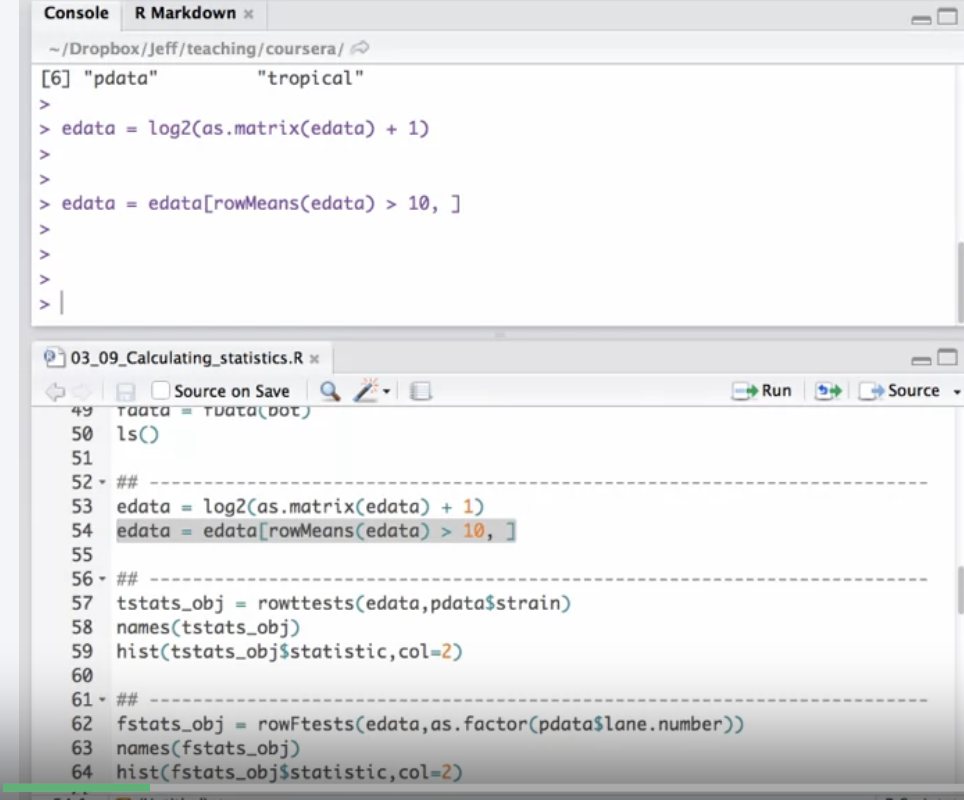 Console R Markdown
~/Dropbox/Jeff/teaching/coursera/
[6] "pdata" "tropical"
>
> edata = log2(as.matrix(edata) + 1)
>
>
> edata = edata[rowMeans(edata) > 10, ]
>
>
>
>
03_09_Calculating_statistics.R
Source on Save Run Source
49 fdata = fData(bot)
50 ls()
51
52 ## --------------------------------------------------------------------
53 edata = log2(as.matrix(edata) + 1)
54 edata = edata[rowMeans(edata) > 10, ]
55
56 ## --------------------------------------------------------------------
57 tstats_obj = rowttests(edata,pdata$strain)
58 names(tstats_obj)
59 hist(tstats_obj$statistic,col=2)
60
61 ## --------------------------------------------------------------------
62 fstats_obj = rowFtests(edata,as.factor(pdata$lane.number))
63 names(fstats_obj)
64 hist(fstats_obj$statistic,col=2)